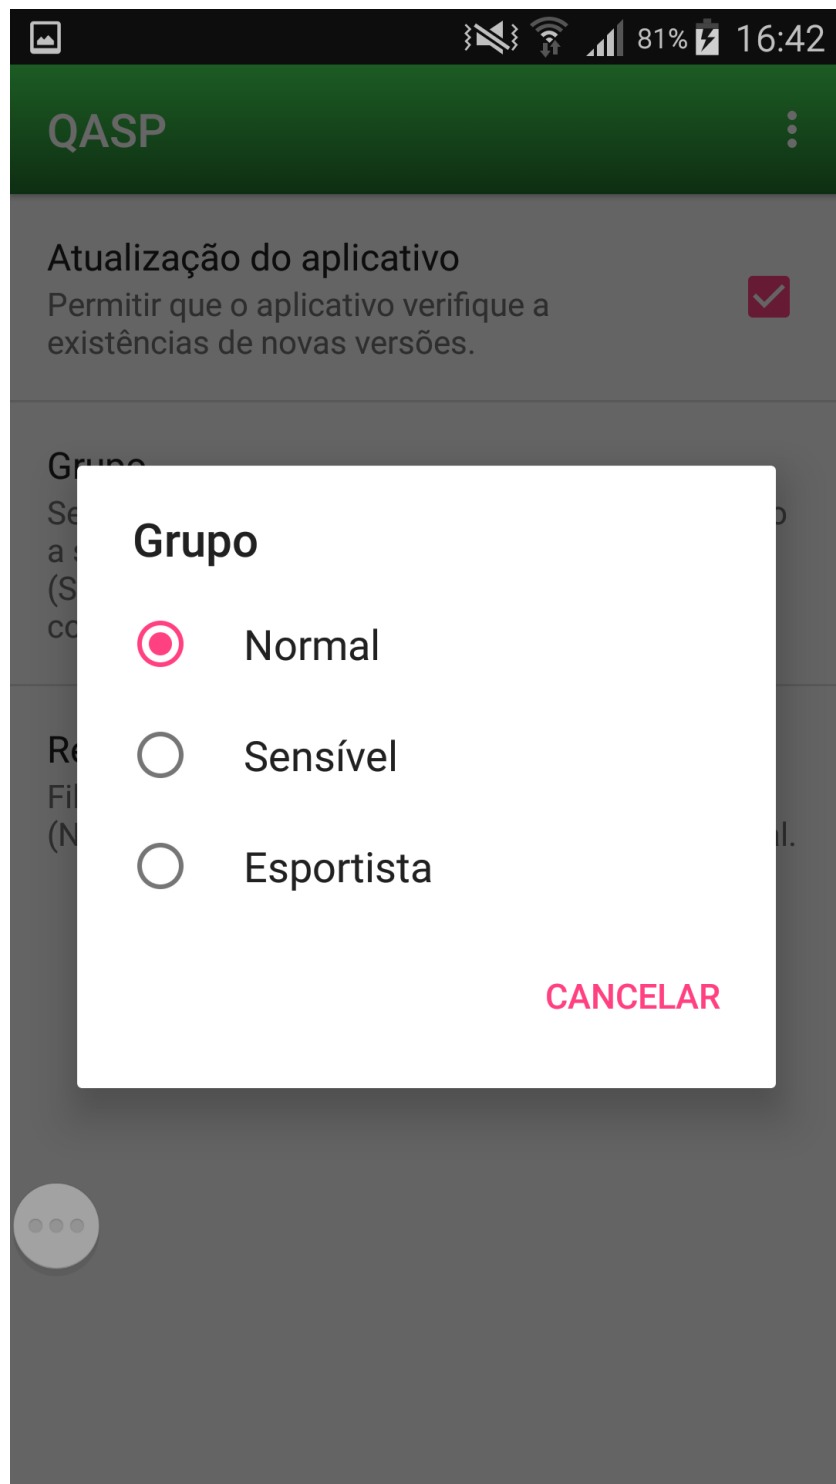 81% 16:42
QASP
Atualização do aplicativo
Permitir que o aplicativo verifique a
existências de novas versões.
Grupo
a
Grupo
Normal
Sensível
Esportista
CANCELAR